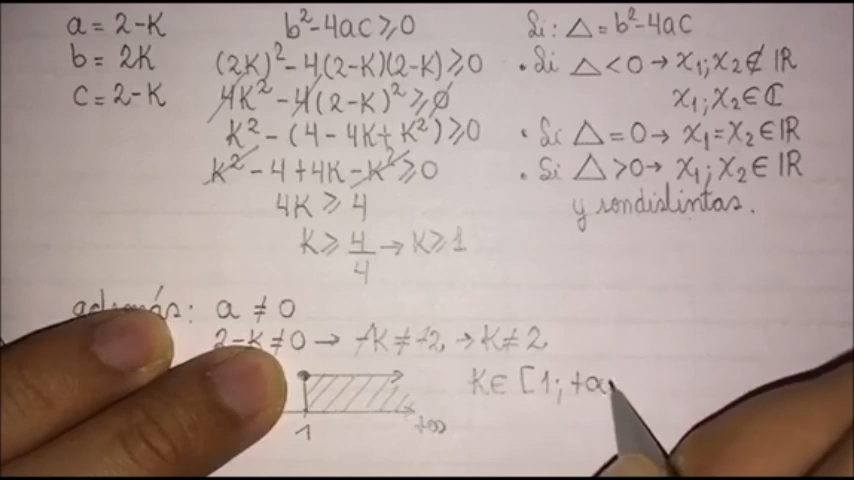 a = 2-K
b = 2K
c = 2-K
b²-4ac ≥ 0
(2K)² - 4(2-K)(2-K) ≥ 0
4K² - 4(2-K)² ≥ 0
K² - (4 - 4K + K²) ≥ 0
K² - 4 + 4K - K² ≥ 0
4K ≥ 4
K ≥ 4/4 → K ≥ 1
Si: △ = b²-4ac
• Si △ < 0 → x₁; x₂ ∉ IR
x₁; x₂ ∈ ℂ
• Si △ = 0 → x₁ = x₂ ∈ IR
• Si △ > 0 → x₁; x₂ ∈ IR
y son distintas.
además: a ≠ 0
2-K ≠ 0 → -K ≠ -2 → K ≠ 2
K ∈ [1; +
1 +∞